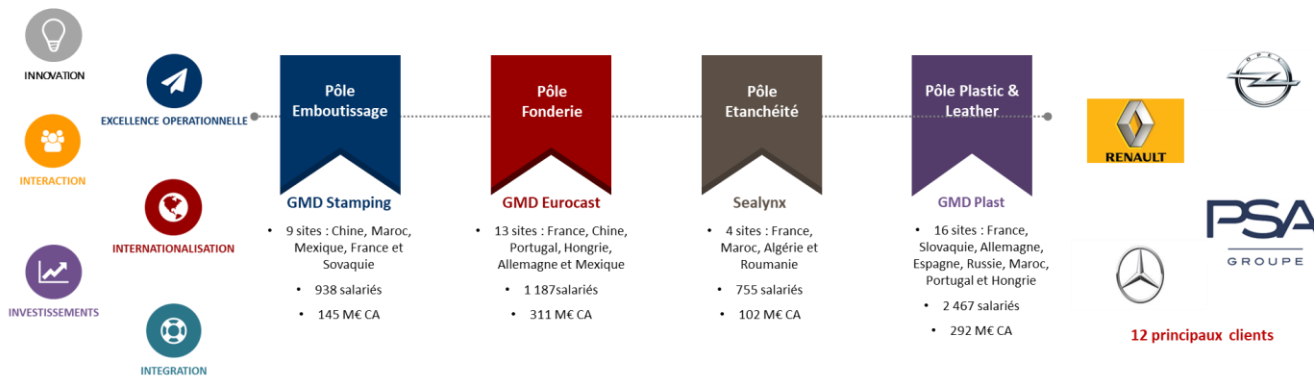 INNOVATION
EXCELLENCE OPERATIONNELLE
INTERACTION
INTERNATIONALISATION
INVESTISSEMENTS
INTEGRATION
Pôle
Emboutissage
GMD Stamping
• 9 sites : Chine, Maroc,
Mexique, France et
Sovaquie
• 938 salariés
• 145 M€ CA
Pôle
Fonderie
GMD Eurocast
• 13 sites : France, Chine,
Portugal, Hongrie,
Allemagne et Mexique
• 1 187salariés
• 311 M€ CA
Pôle
Etanchéité
Sealynx
• 4 sites : France,
Maroc, Algérie et
Roumanie
• 755 salariés
• 102 M€ CA
Pôle Plastic &
Leather
GMD Plast
• 16 sites : France,
Slovaquie, Allemagne,
Espagne, Russie, Maroc,
Portugal et Hongrie
• 2 467 salariés
• 292 M€ CA
OPEL
RENAULT
PSA
GROUPE
12 principaux clients